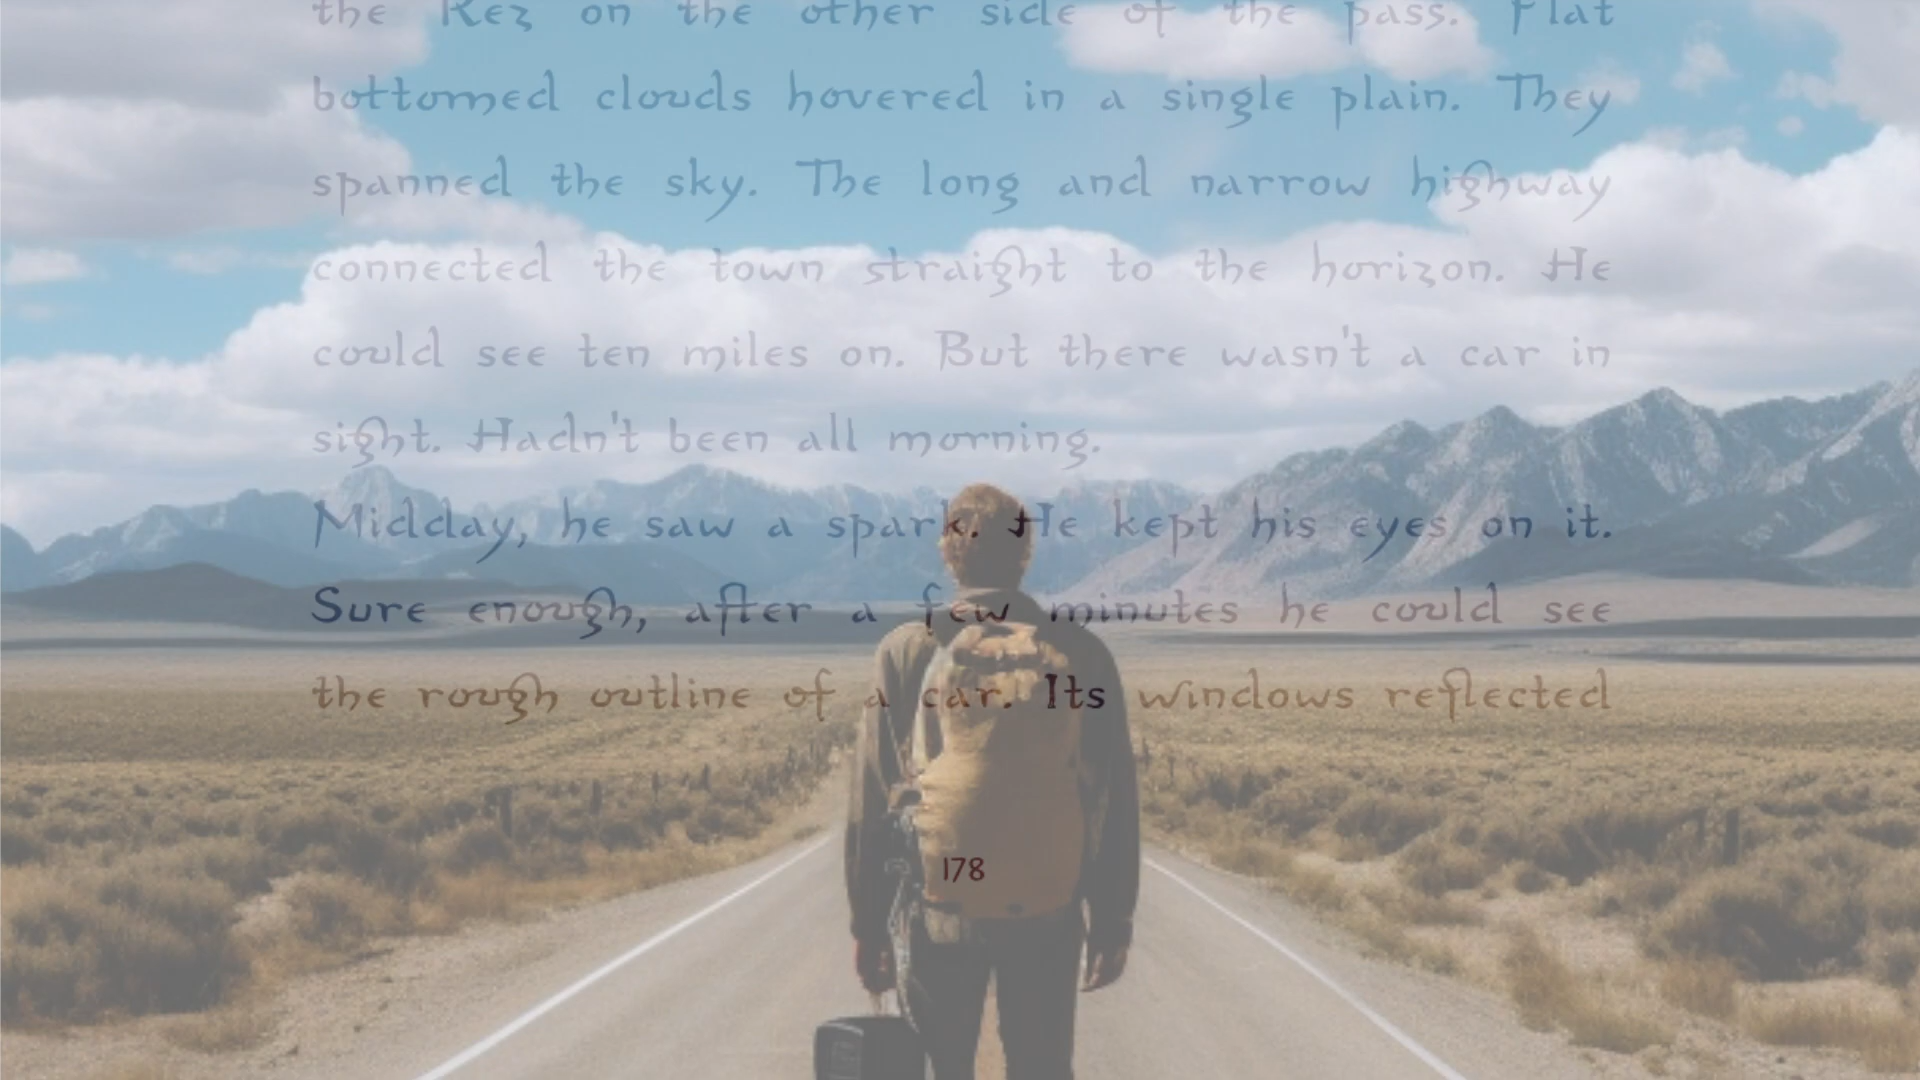 the Rez on the other side of the pass. Flat
bottomed clouds hovered in a single plain. They
spanned the sky. The long and narrow highway
connected the town straight to the horizon. He
could see ten miles on. But there wasn't a car in
sight. Hadn't been all morning.
Midday, he saw a spark. He kept his eyes on it.
Sure enough, after a few minutes he could see
the rough outline of a car. Its windows reflected
178